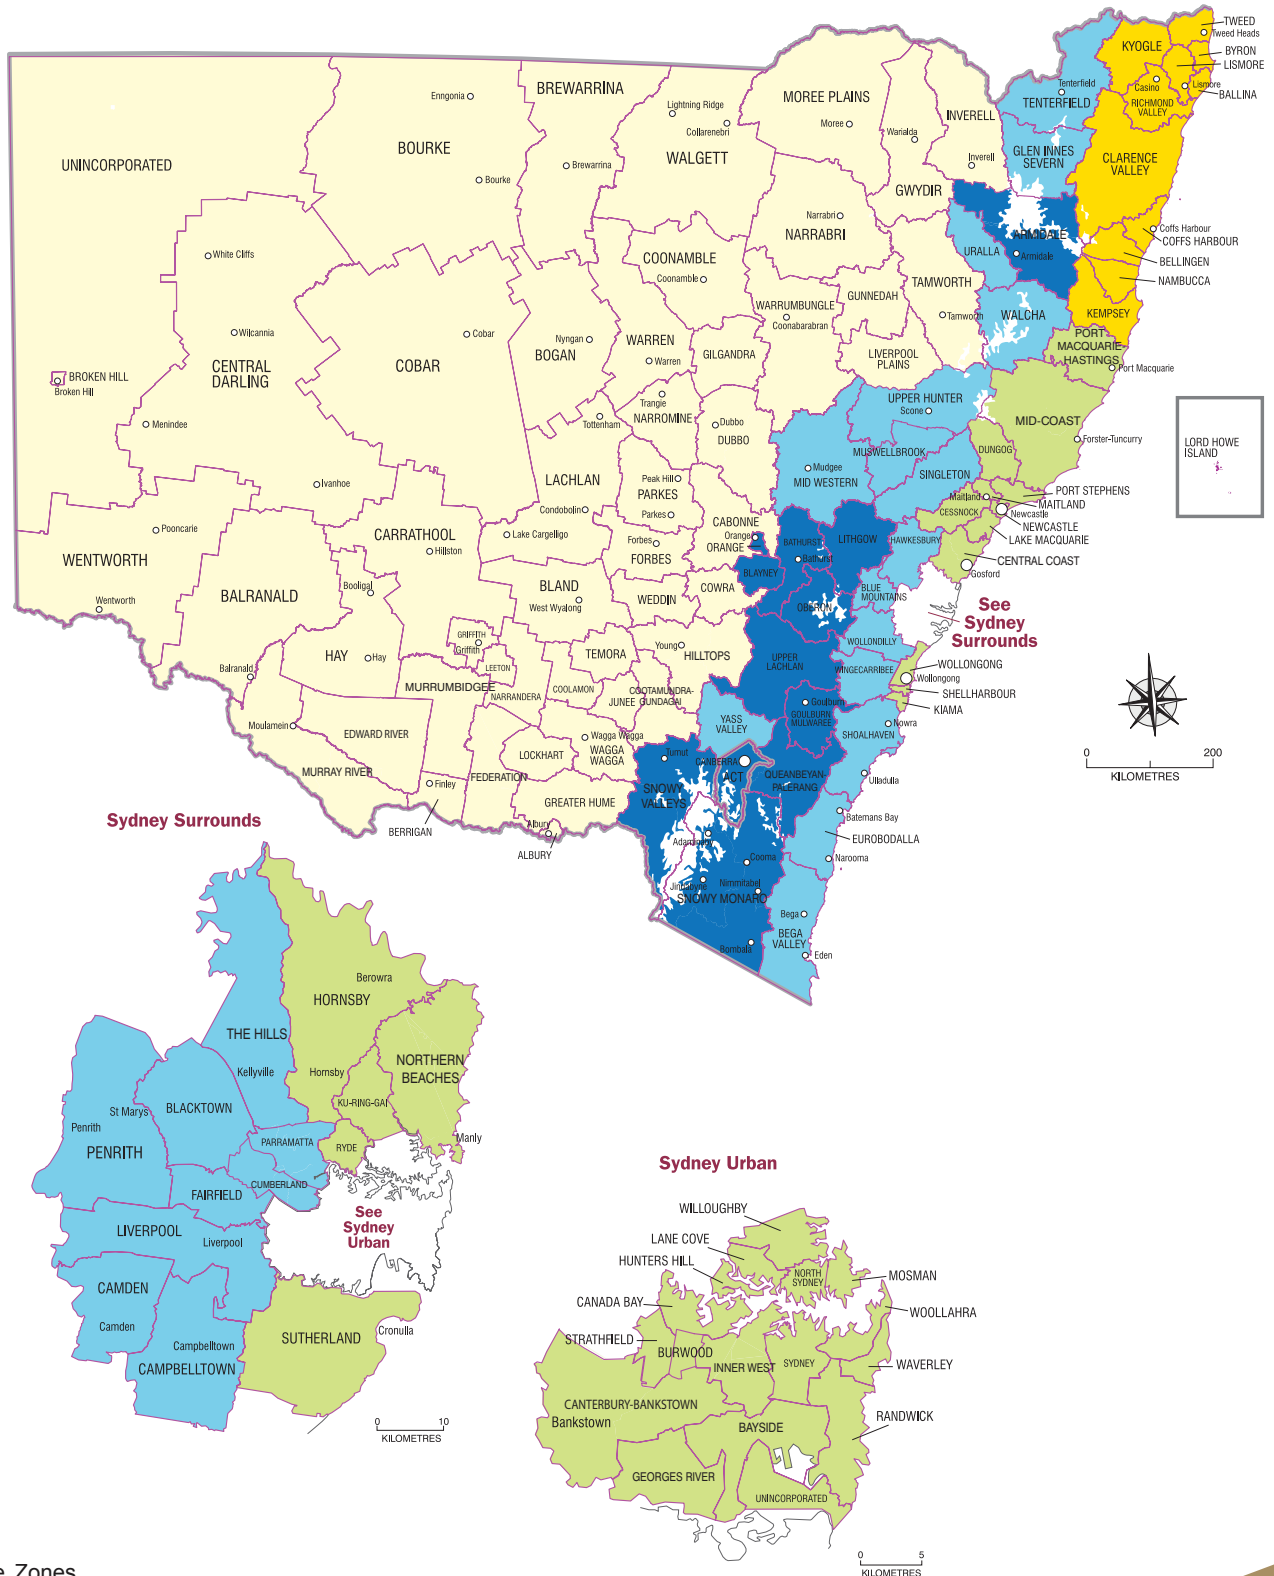 TWEED
Tweed Heads
KYOGLE
BYRON
LISMORE
Casino
Lismore
BALLINA
RICHMOND
VALLEY
Tenterfield
TENTERFIELD
BREWARRINA
Enngonia
Lightning Ridge
Collarenebri
MOREE PLAINS
Moree
Warialda
INVERELL
Inverell
GLEN INNES
SEVERN
CLARENCE
VALLEY
UNINCORPORATED
BOURKE
Bourke
Brewarrina
WALGETT
GWYDIR
Narrabri
NARRABRI
ARMIDALE
Armidale
URALLA
Coffs Harbour
COFFS HARBOUR
BELLINGEN
NAMBUCCA
White Cliffs
COONAMBLE
Coonamble
WARRUMBUNGLE
Coonabarabran
GUNNEDAH
TAMWORTH
Tamworth
WALCHA
KEMPSEY
PORT
MACQUARIE
HASTINGS
Port Macquarie
Wilcannia
CENTRAL
DARLING
Cobar
COBAR
Nyngan
BOGAN
WARREN
Warren
GILGANDRA
LIVERPOOL
PLAINS
BROKEN HILL
Broken Hill
Menindee
Trangie
NARROMINE
Tottenham
Dubbo
DUBBO
UPPER HUNTER
Scone
MID-COAST
Forster-Tuncurry
LORD HOWE
ISLAND
MUSWELLBROOK
DUNGOG
SINGLETON
Mudgee
MID WESTERN
Ivanhoe
LACHLAN
Peak Hill
PARKES
Parkes
Condobolin
Maitland
PORT STEPHENS
MAITLAND
Newcastle
NEWCASTLE
LAKE MACQUARIE
CESSNOCK
Pooncarie
WENTWORTH
CARRATHOOL
Hillston
Lake Cargelligo
Forbes
FORBES
CABONNE
Orange
ORANGE
BATHURST
Bathurst
LITHGOW
HAWKESBURY
CENTRAL COAST
Gosford
BLAYNEY
Booligal
BALRANALD
BLAND
West Wyalong
WEDDIN
COWRA
OBERON
BLUE
MOUNTAINS
See
Sydney
Surrounds
Wentworth
GRIFFITH
Griffith
HAY
Hay
LEETON
TEMORA
Young
HILLTOPS
UPPER
LACHLAN
WOLLONDILLY
WINGECARRIBEE
WOLLONGONG
Wollongong
SHELLHARBOUR
KIAMA
Balranald
MURRUMBIDGEE
NARRANDERA
COOLAMON
JUNEE
COOTAMUNDRA-
GUNDAGAI
Goulburn
GOULBURN
MULWAREE
Moulamein
EDWARD RIVER
LOCKHART
Wagga Wagga
WAGGA
WAGGA
YASS
VALLEY
SHOALHAVEN
Nowra
0 200
KILOMETRES
MURRAY RIVER
Finley
FEDERATION
GREATER HUME
Tumut
SNOWY
VALLEYS
CANBERRA
ACT
QUEANBEYAN-
PALERANG
Ulladulla
BERRIGAN
Albury
ALBURY
Batemans Bay
EUROBODALLA
Narooma
Adaminaby
Cooma
Jindabyne
Nimmitabel
SNOWY MONARO
Bombala
Bega
BEGA
VALLEY
Eden
Sydney Surrounds
Berowra
HORNSBY
THE HILLS
Kellyville
Hornsby
NORTHERN
BEACHES
KU-RING-GAI
St Marys
BLACKTOWN
Penrith
PENRITH
PARRAMATTA
RYDE
Manly
CUMBERLAND
FAIRFIELD
See
Sydney
Urban
LIVERPOOL
Liverpool
CAMDEN
Camden
Campbelltown
CAMPBELLTOWN
SUTHERLAND
Cronulla
0 10
KILOMETRES
Sydney Urban
WILLOUGHBY
LANE COVE
HUNTERS HILL
NORTH
SYDNEY
MOSMAN
CANADA BAY
WOOLLAHRA
STRATHFIELD
BURWOOD
INNER WEST
SYDNEY
WAVERLEY
CANTERBURY-BANKSTOWN
Bankstown
RANDWICK
BAYSIDE
GEORGES RIVER
UNINCORPORATED
0 5
KILOMETRES
Zones